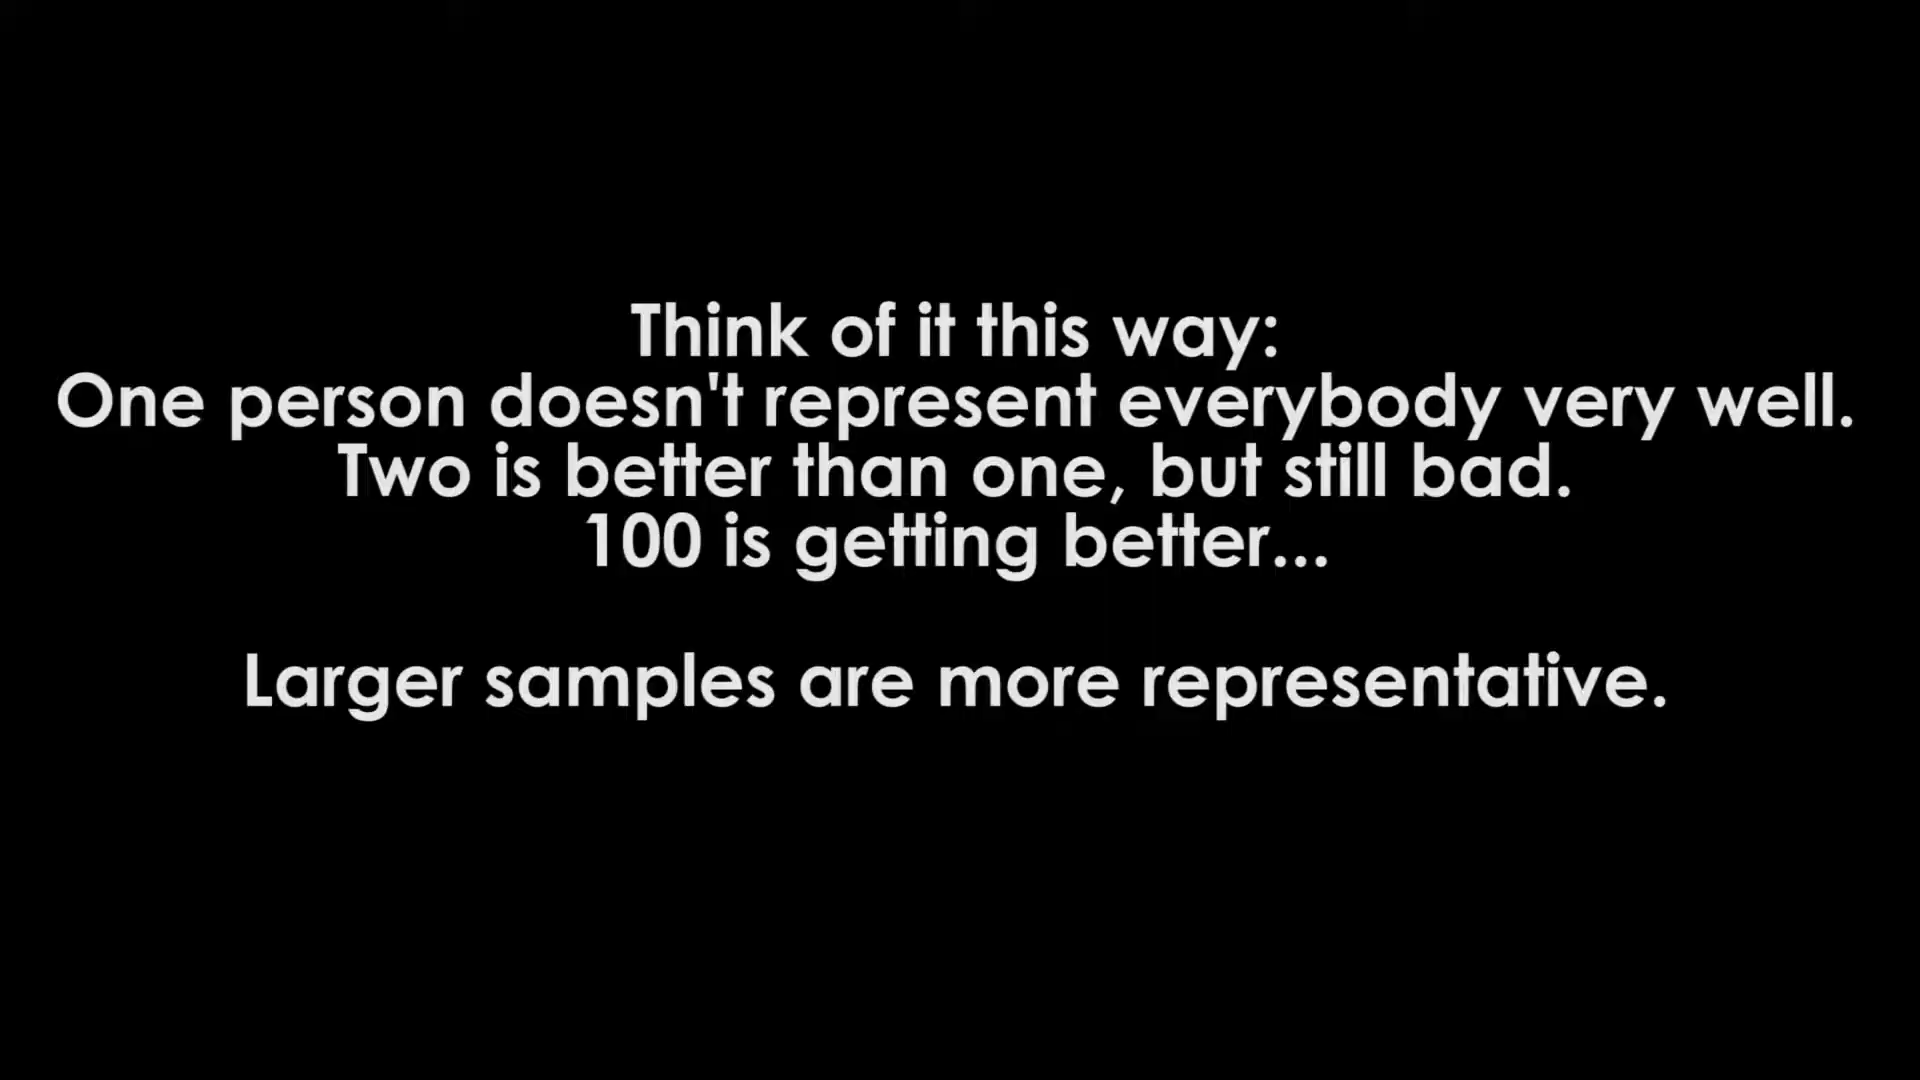 Think of it this way:
One person doesn't represent everybody very well.
Two is better than one, but still bad.
100 is getting better...
Larger samples are more representative.